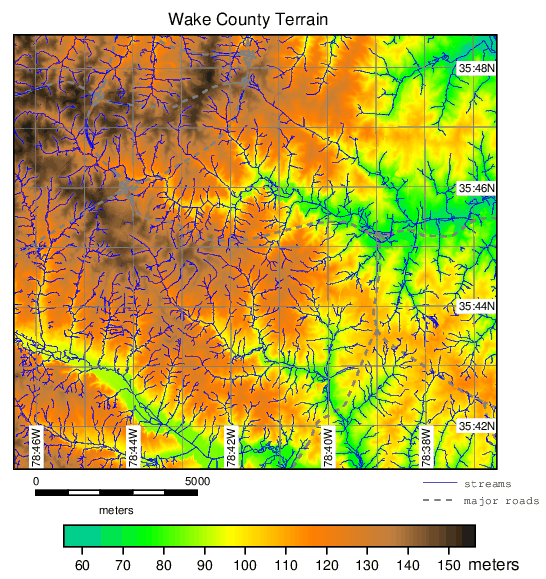 Wake County Terrain
35:48N
35:46N
35:44N
35:42N
78:46W
78:44W
78:42W
78:40W
78:38W
0 5000
meters
streams
major roads
60 70 80 90 100 110 120 130 140 150 meters